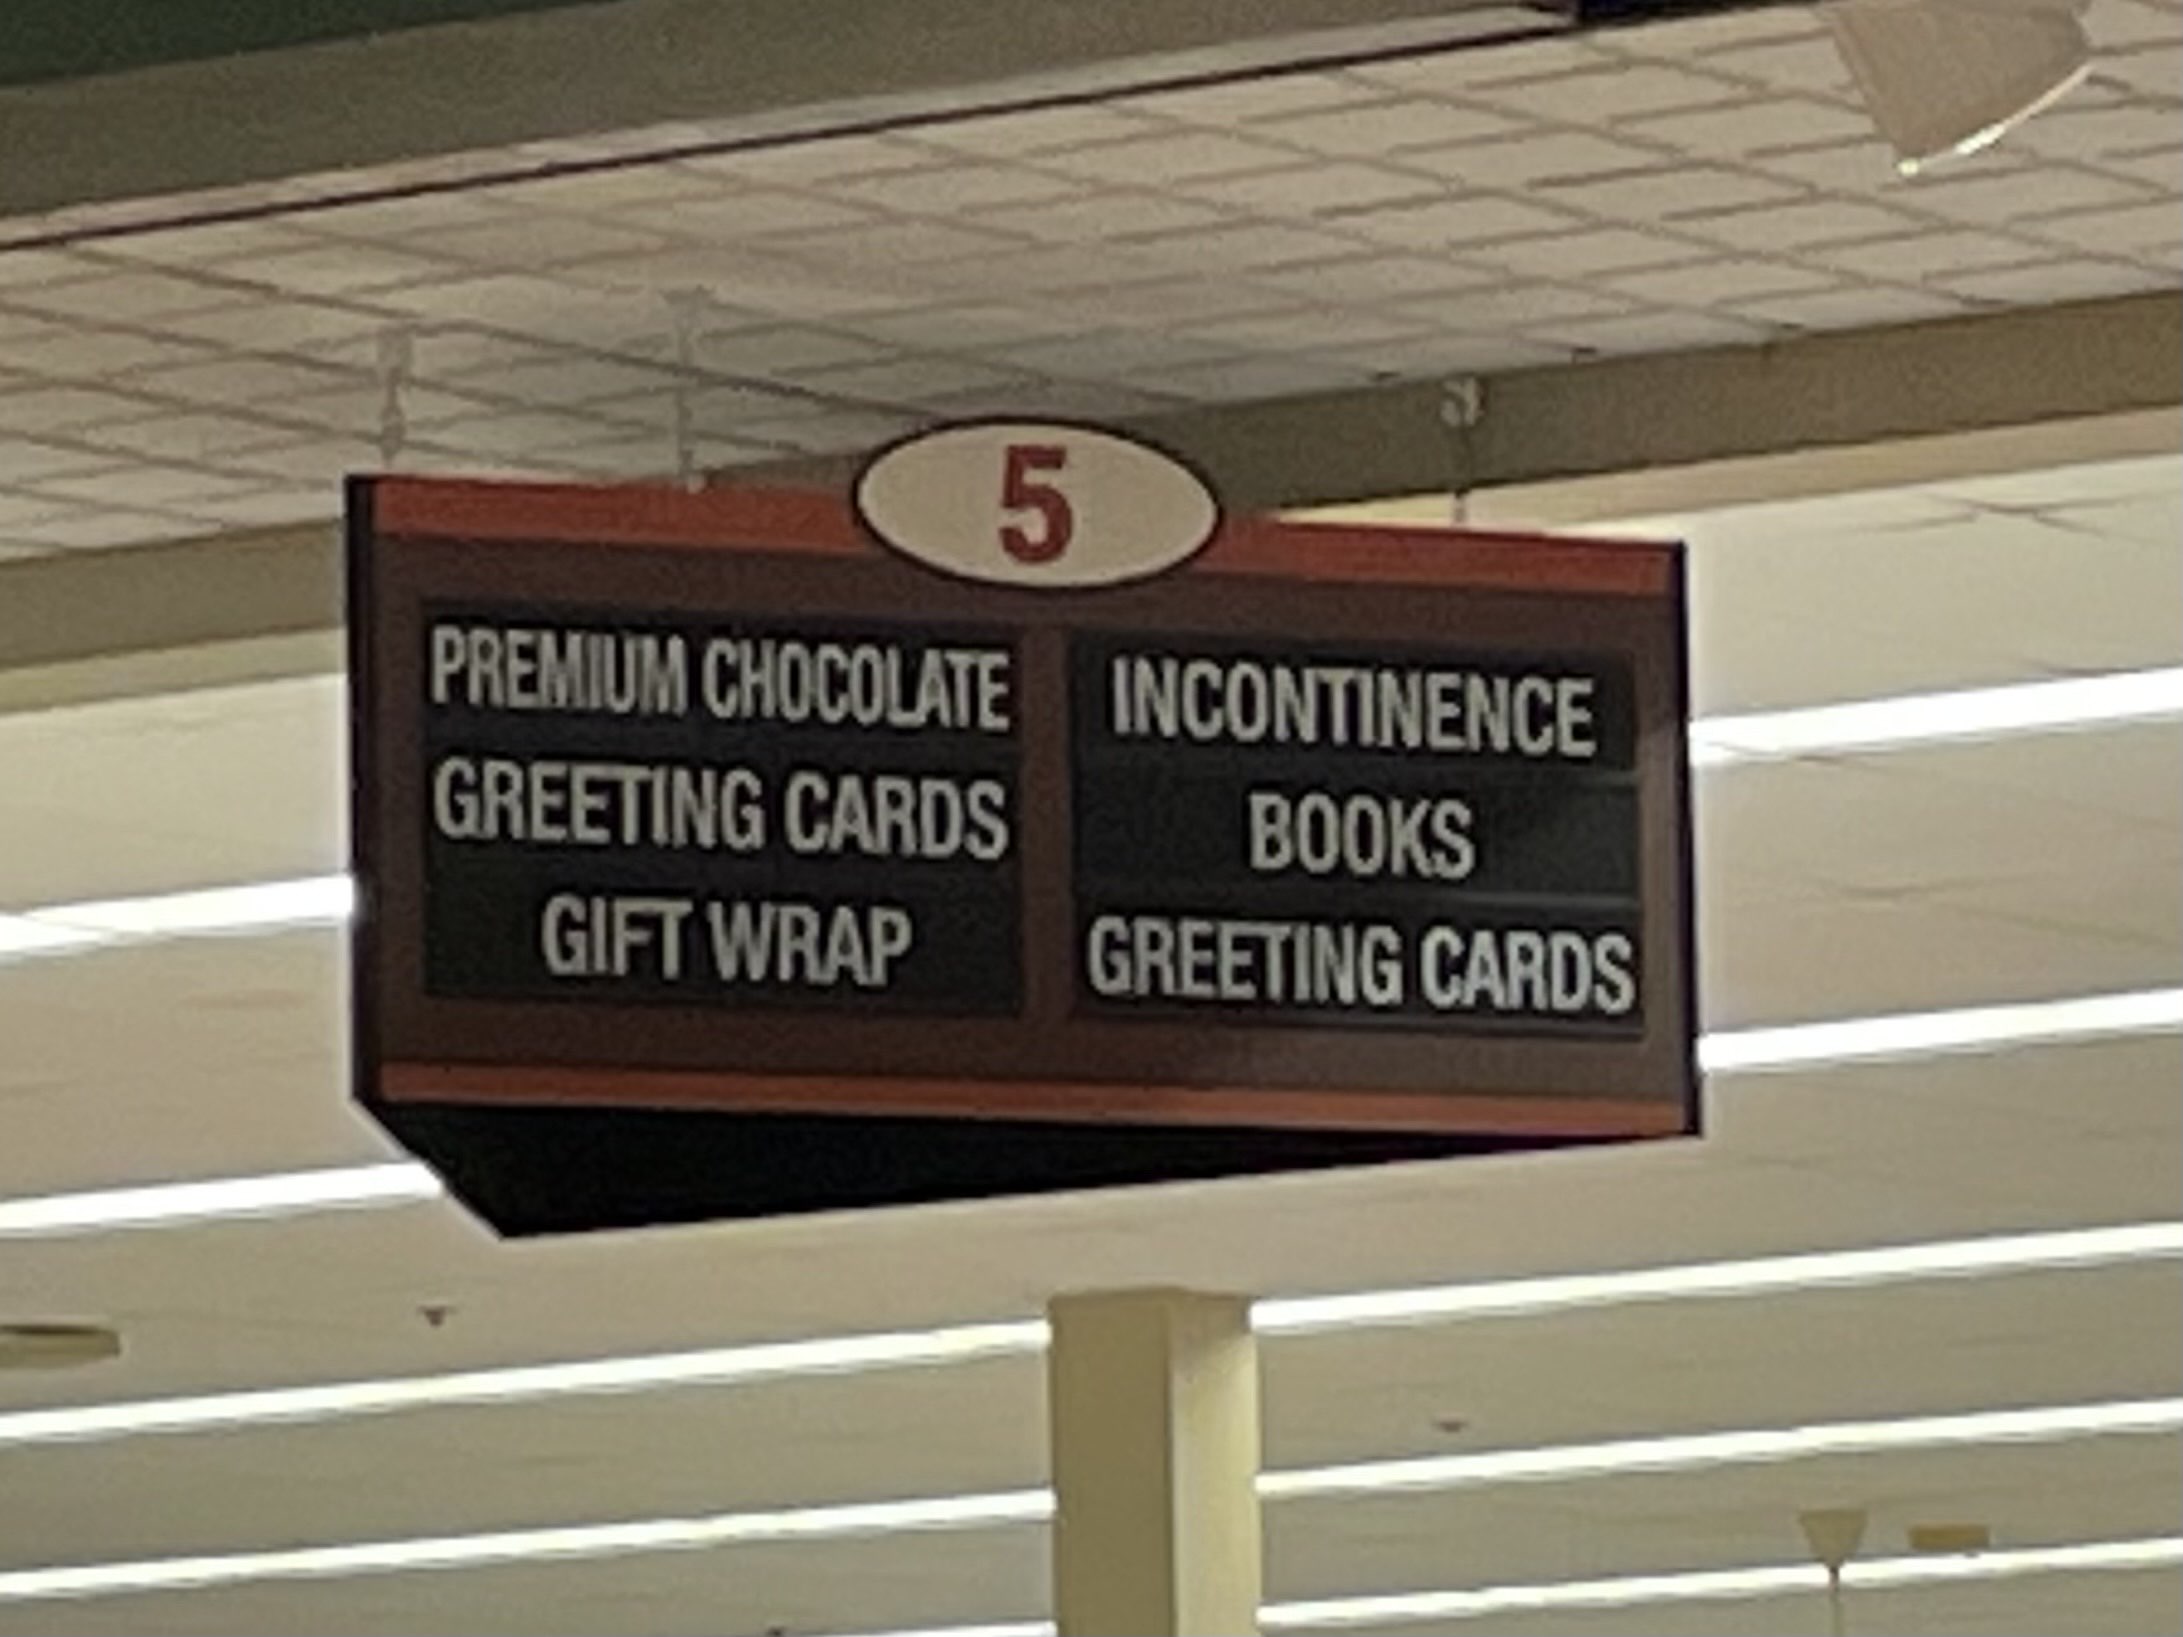 5
PREMIUM CHOCOLATE
GREETING CARDS
GIFT WRAP
INCONTINENCE
BOOKS
GREETING CARDS